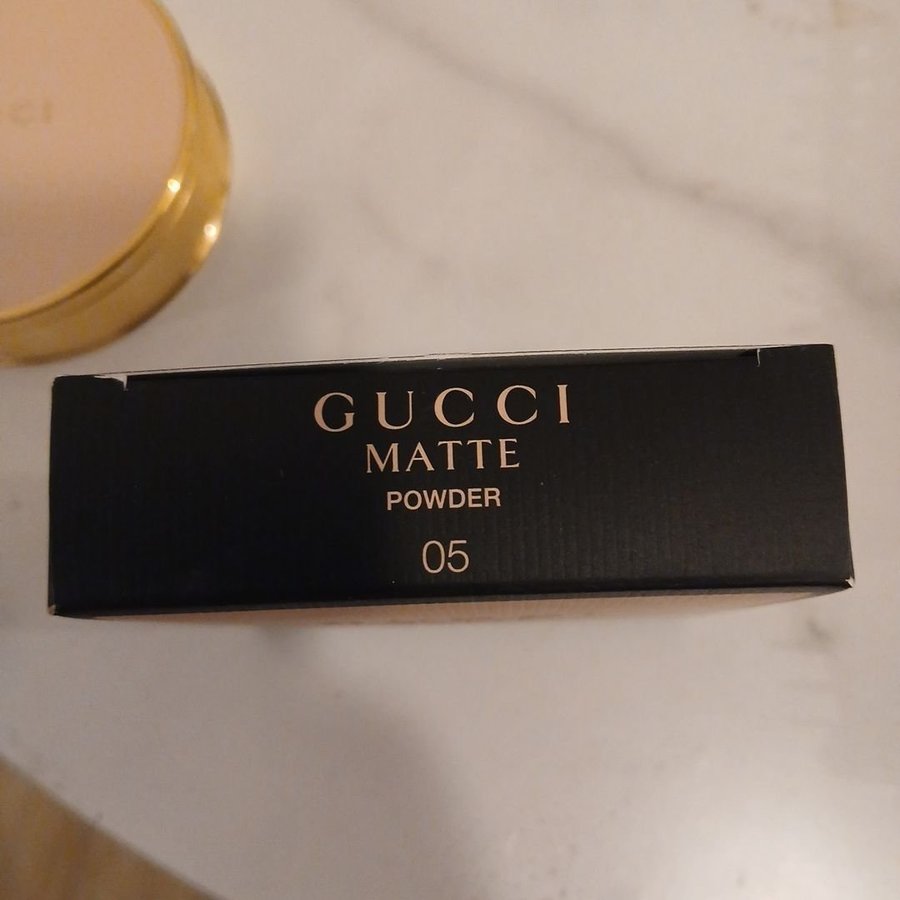 GUCCI
MATTE
POWDER
05